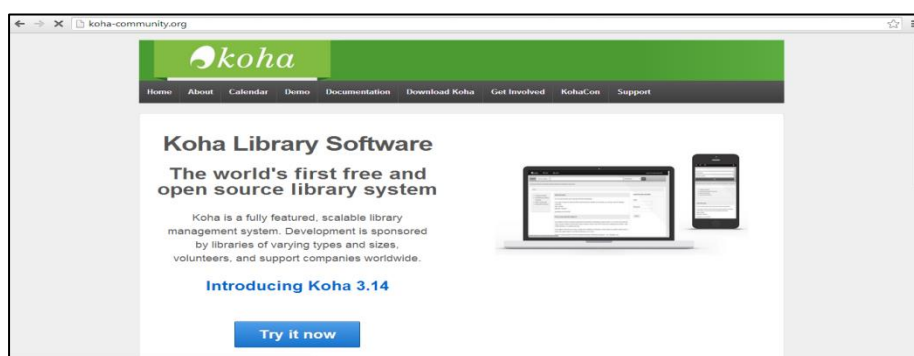 koha-community.org
koha
Home About Calendar Demo Documentation Download Koha Get Involved KohaCon Support
Koha Library Software
The world's first free and
open source library system
Koha is a fully featured, scalable library
management system. Development is sponsored
by libraries of varying types and sizes,
volunteers, and support companies worldwide.
Introducing Koha 3.14
Try it now